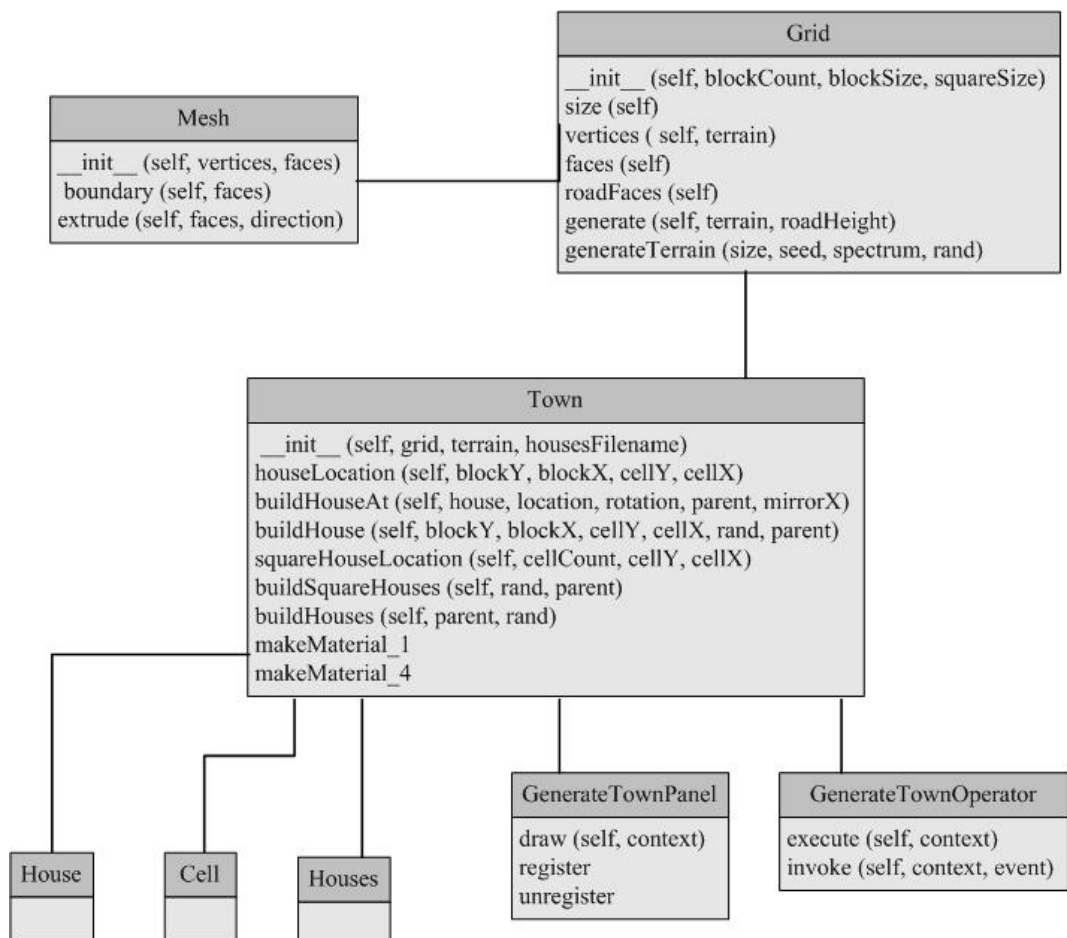 Grid
__init__ (self, blockCount, blockSize, squareSize)
size (self)
vertices ( self, terrain)
faces (self)
roadFaces (self)
generate (self, terrain, roadHeight)
generateTerrain (size, seed, spectrum, rand)
Mesh
__init__ (self, vertices, faces)
boundary (self, faces)
extrude (self, faces, direction)
Town
__init__ (self, grid, terrain, housesFilename)
houseLocation (self, blockY, blockX, cellY, cellX)
buildHouseAt (self, house, location, rotation, parent, mirrorX)
buildHouse (self, blockY, blockX, cellY, cellX, rand, parent)
squareHouseLocation (self, cellCount, cellY, cellX)
buildSquareHouses (self, rand, parent)
buildHouses (self, parent, rand)
makeMaterial_1
makeMaterial_4
House
Cell
Houses
GenerateTownPanel
draw (self, context)
register
unregister
GenerateTownOperator
execute (self, context)
invoke (self, context, event)